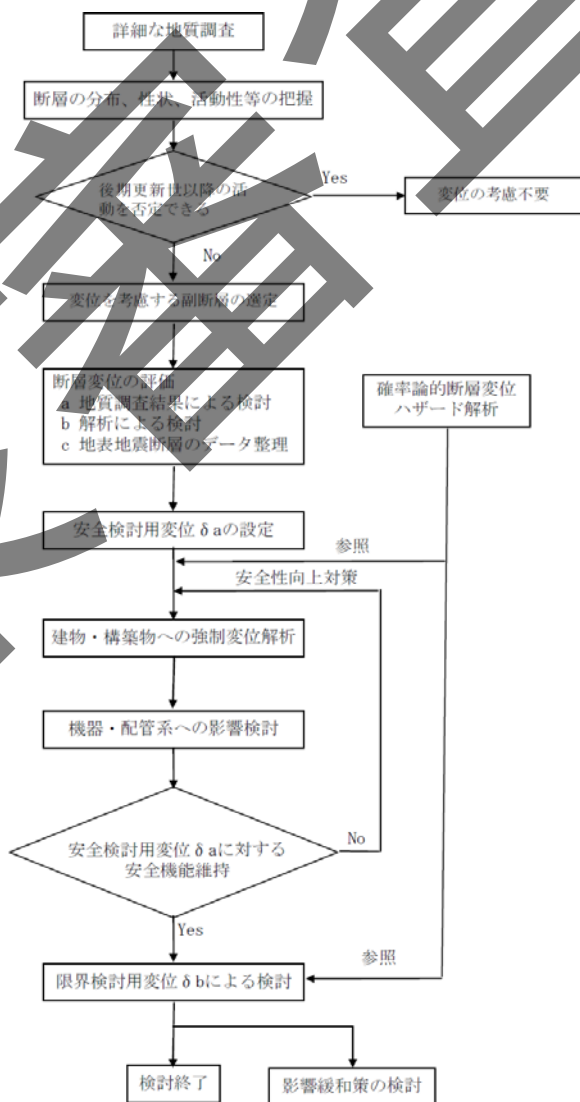 詳細な地質調査
断層の分布、性状、活動性等の把握
後期更新世以降の活
動を否定できる
Yes
変位の考慮不要
No
変位を考慮する副断層の選定
断層変位の評価
a 地質調査結果による検討
b 解析による検討
c 地表地震断層のデータ整理
確率論的断層変位
ハザード解析
安全検討用変位δaの設定
参照
安全性向上対策
建物・構築物への強制変位解析
機器・配管系への影響検討
安全検討用変位δaに対する
安全機能維持
No
Yes
参照
限界検討用変位δbによる検討
検討終了
影響緩和策の検討